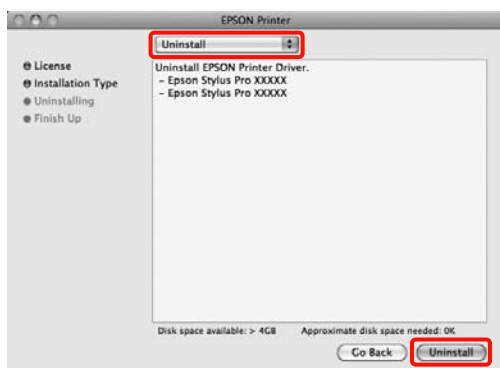 EPSON Printer
Uninstall
License
Installation Type
Uninstalling
Finish Up
Uninstall EPSON Printer Driver.
- Epson Stylus Pro XXXXX
- Epson Stylus Pro XXXXX
Disk space available: > 4GB Approximate disk space needed: 0K
Go Back Uninstall